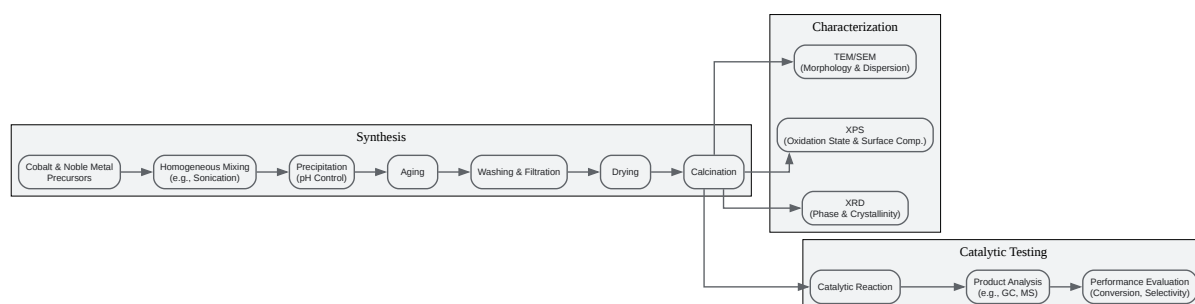 Characterization
TEM/SEM
(Morphology & Dispersion)
XPS
(Oxidation State & Surface Comp.)
XRD
(Phase & Crystallinity)
Synthesis
Cobalt & Noble Metal
Precursors
Homogeneous Mixing
(e.g., Sonication)
Precipitation
(pH Control)
Aging
Washing & Filtration
Drying
Calcination
Catalytic Testing
Catalytic Reaction
Product Analysis
(e.g., GC, MS)
Performance Evaluation
(Conversion, Selectivity)